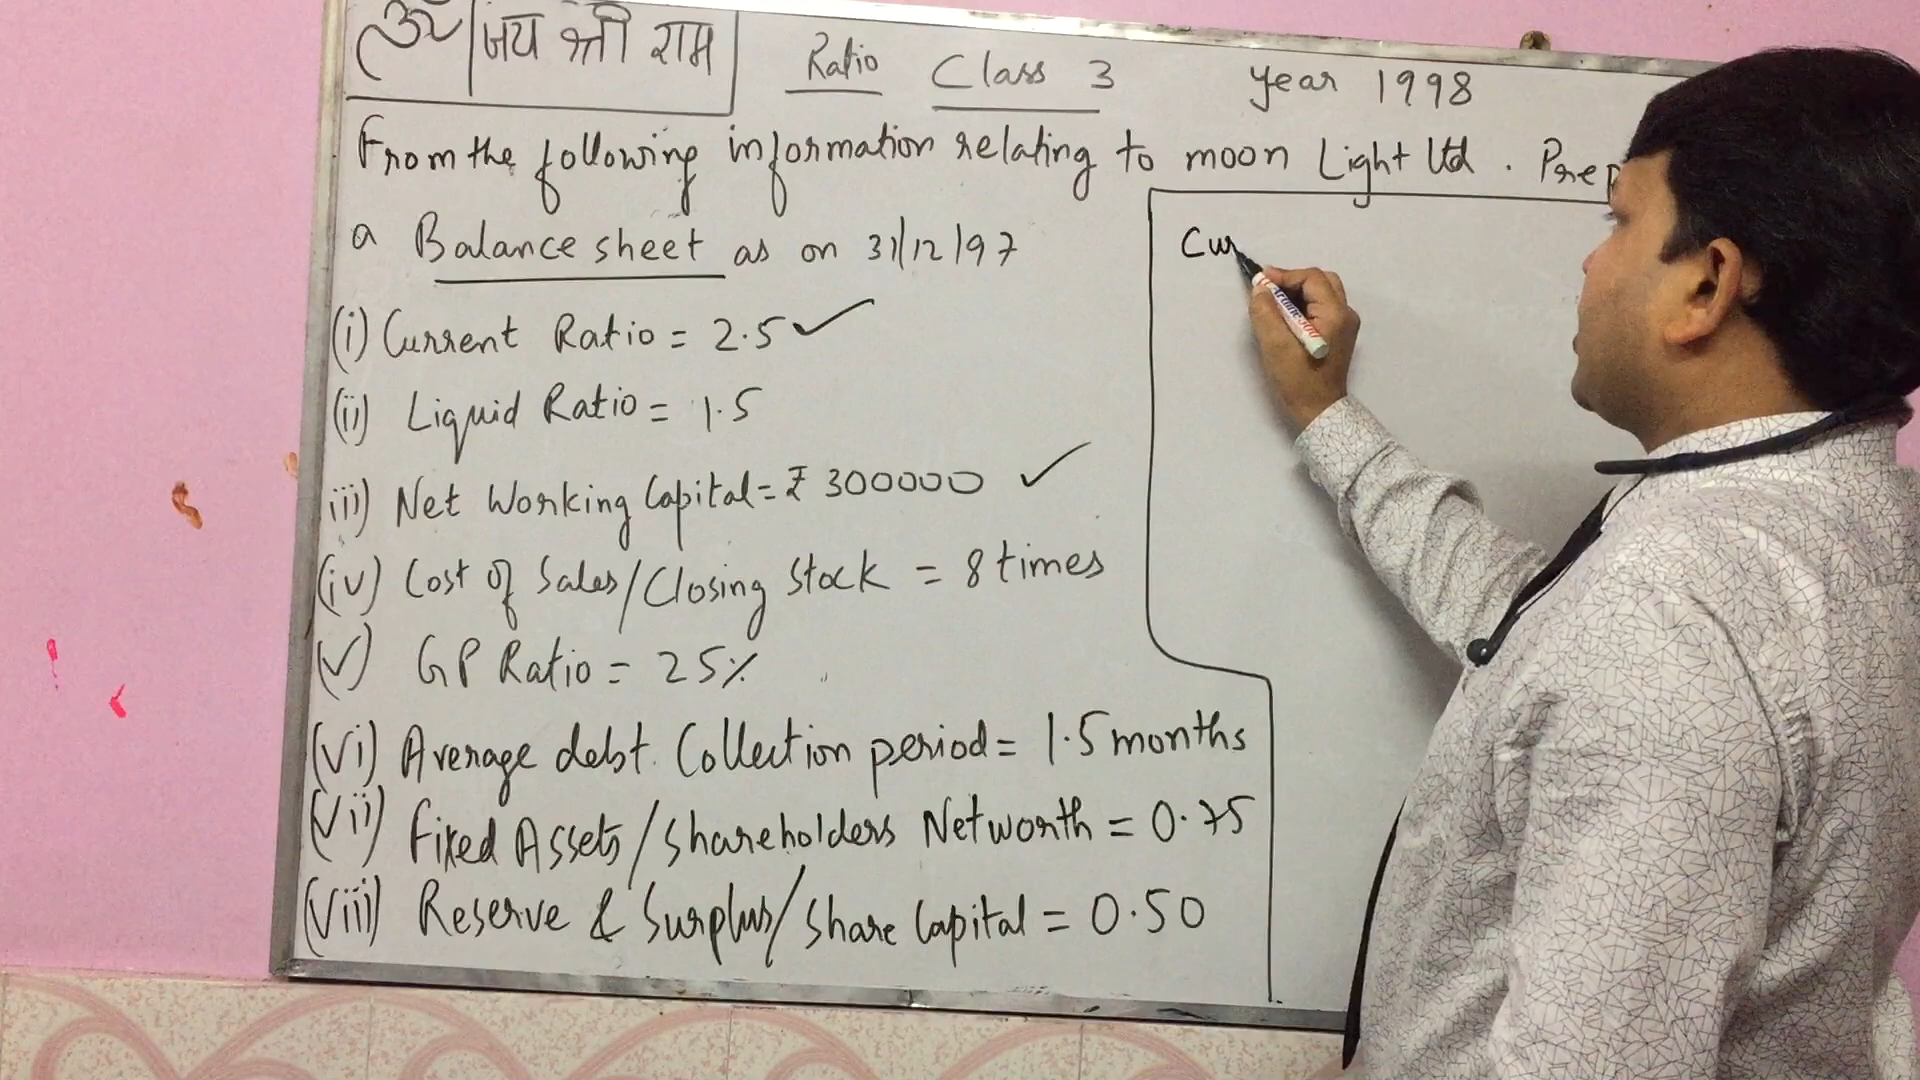 ॐ जय श्री राम
Ratio Class 3 Year 1998
From the following information relating to moon Light Ltd. Prep
a Balance sheet as on 31/12/97
(i) Current Ratio = 2.5 ✓
(ii) Liquid Ratio = 1.5
iii) Net Working Capital = ₹ 300000 ✓
(iv) Cost of Sales/Closing Stock = 8 times
(v) GP Ratio = 25%
(vi) Average debt. Collection period = 1.5 months
(vii) Fixed Assets/Shareholders Networth = 0.75
(viii) Reserve & Surplus/Share Capital = 0.50
Cur